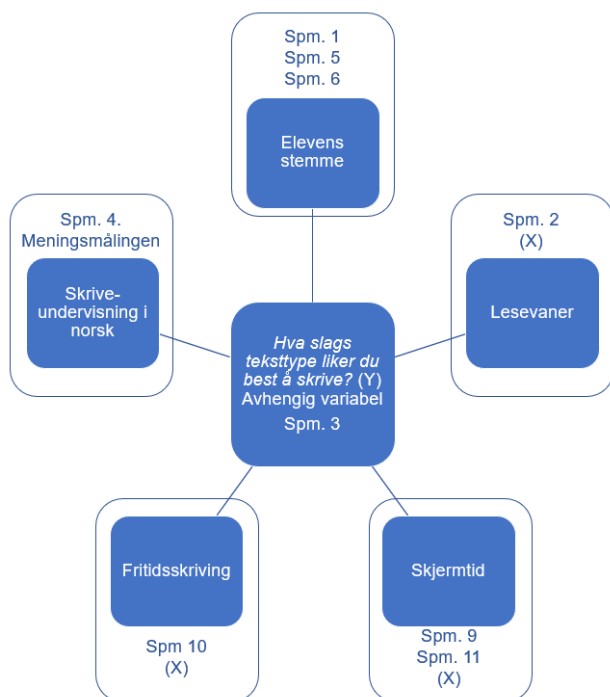 Spm. 1
Spm. 5
Spm. 6
Elevens
stemme
Spm. 4.
Meningsmålingen
Skrive-
undervisning i
norsk
Spm. 2
(X)
Lesevaner
Hva slags
teksttype liker du
best å skrive? (Y)
Avhengig variabel
Spm. 3
Fritidsskriving
Spm 10
(X)
Skjermtid
Spm. 9
Spm. 11
(X)